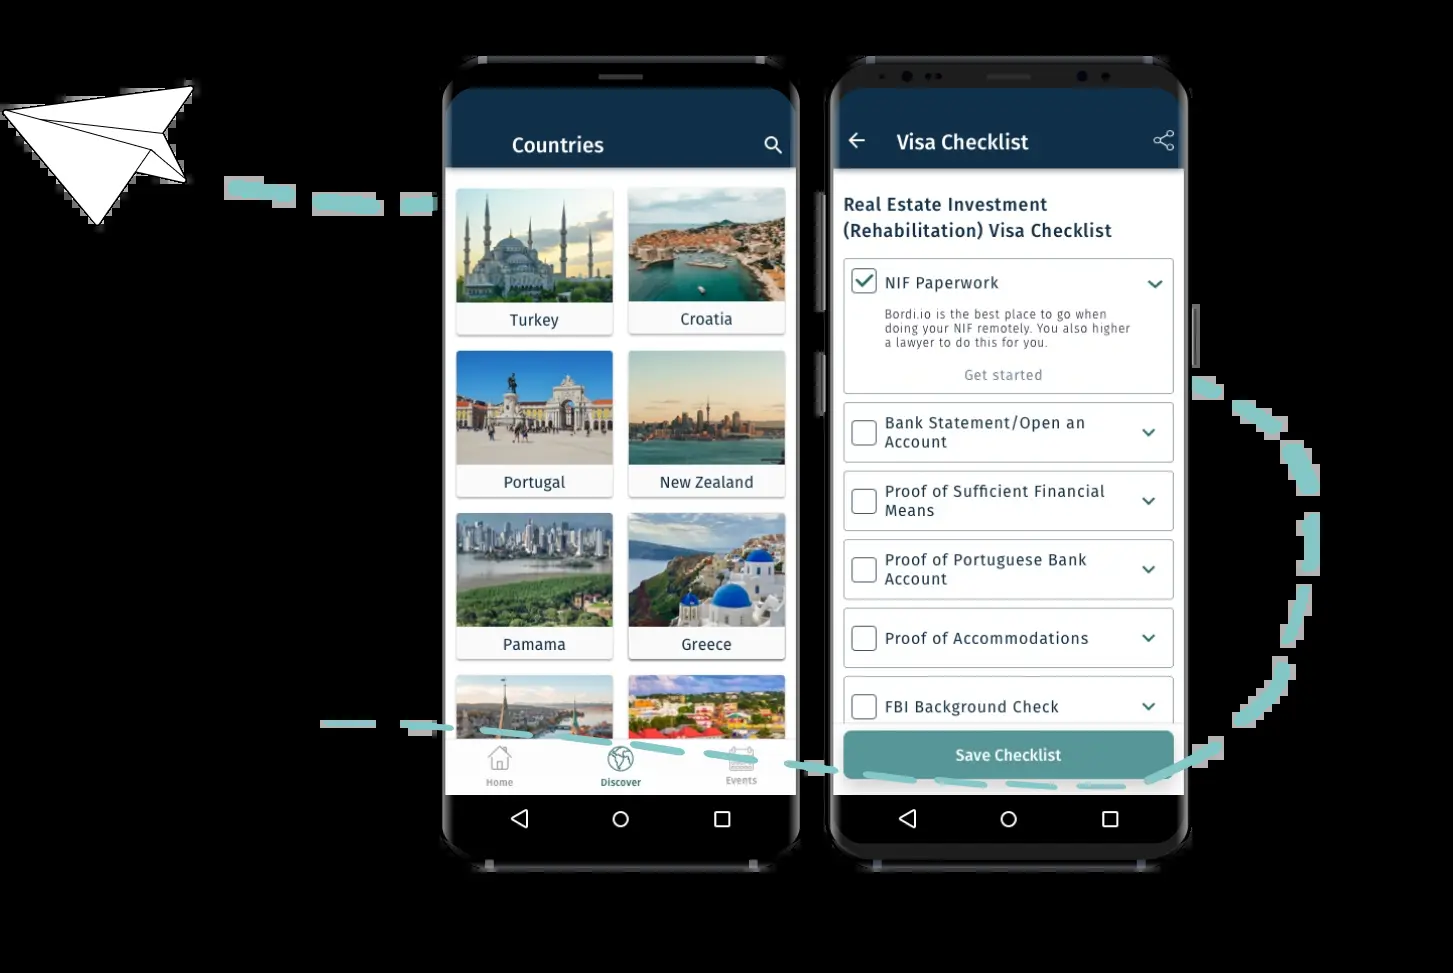 Countries
Turkey
Croatia
Portugal
New Zealand
Pamama
Greece
Home
Discover
Events
Visa Checklist
Real Estate Investment
(Rehabilitation) Visa Checklist
NIF Paperwork
Bordi.io is the best place to go when
doing your NIF remotely. You also higher
a lawyer to do this for you.
Get started
Bank Statement/Open an
Account
Proof of Sufficient Financial
Means
Proof of Portuguese Bank
Account
Proof of Accommodations
FBI Background Check
Save Checklist